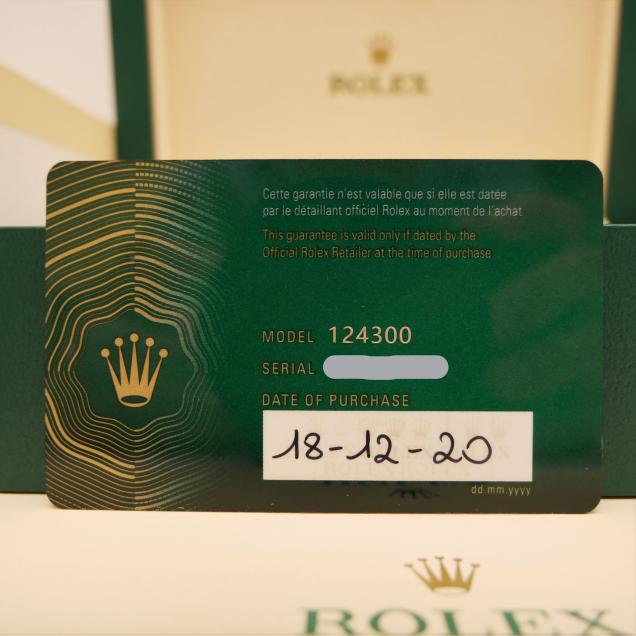 ROLEX
Cette garantie n'est valable que si elle est datée
par le détaillant officiel Rolex au moment de l'achat
This guarantee is valid only if dated by the
Official Rolex Retailer at the time of purchase
MODEL 124300
SERIAL
DATE OF PURCHASE
18-12-20
dd.mm.yyyy
ROLEX